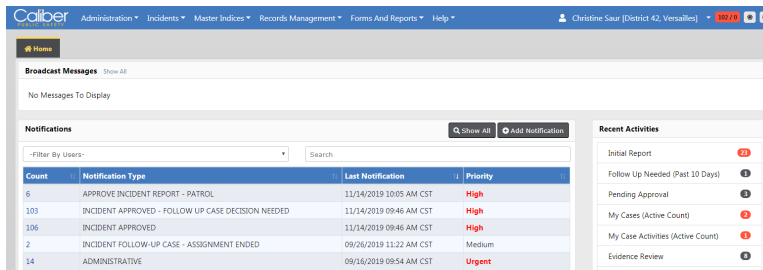 Caliber
PUBLIC SAFETY
Administration Incidents Master Indices Records Management Forms And Reports Help
Christine Saur [District 42, Versailles] 102 / 0
Home
Broadcast Messages Show All
No Messages To Display
Notifications
Show All Add Notification
-Filter By Users-
Search
Count Notification Type Last Notification Priority
6 APPROVE INCIDENT REPORT - PATROL 11/14/2019 10:05 AM CST High
103 INCIDENT APPROVED - FOLLOW UP CASE DECISION NEEDED 11/14/2019 09:46 AM CST High
106 INCIDENT APPROVED 11/14/2019 09:46 AM CST High
2 INCIDENT FOLLOW-UP CASE - ASSIGNMENT ENDED 09/26/2019 11:22 AM CST Medium
14 ADMINISTRATIVE 09/16/2019 09:54 AM CST Urgent
Recent Activities
Initial Report 23
Follow Up Needed (Past 10 Days) 1
Pending Approval 3
My Cases (Active Count) 2
My Case Activities (Active Count) 1
Evidence Review 8